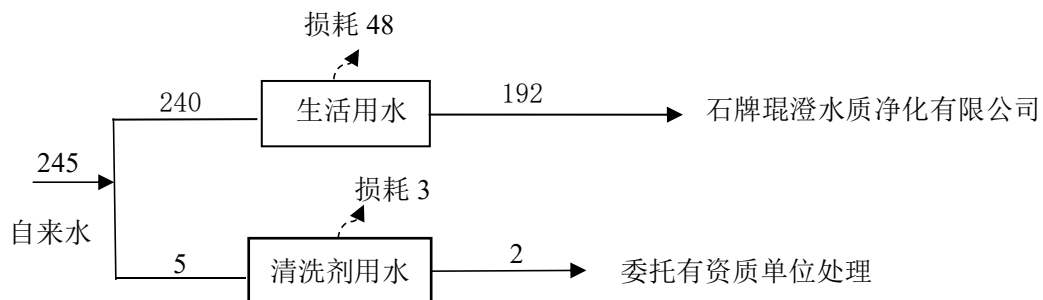 损耗 48
240
生活用水
192
石牌琨澄水质净化有限公司
245
自来水
损耗 3
5
清洗剂用水
2
委托有资质单位处理